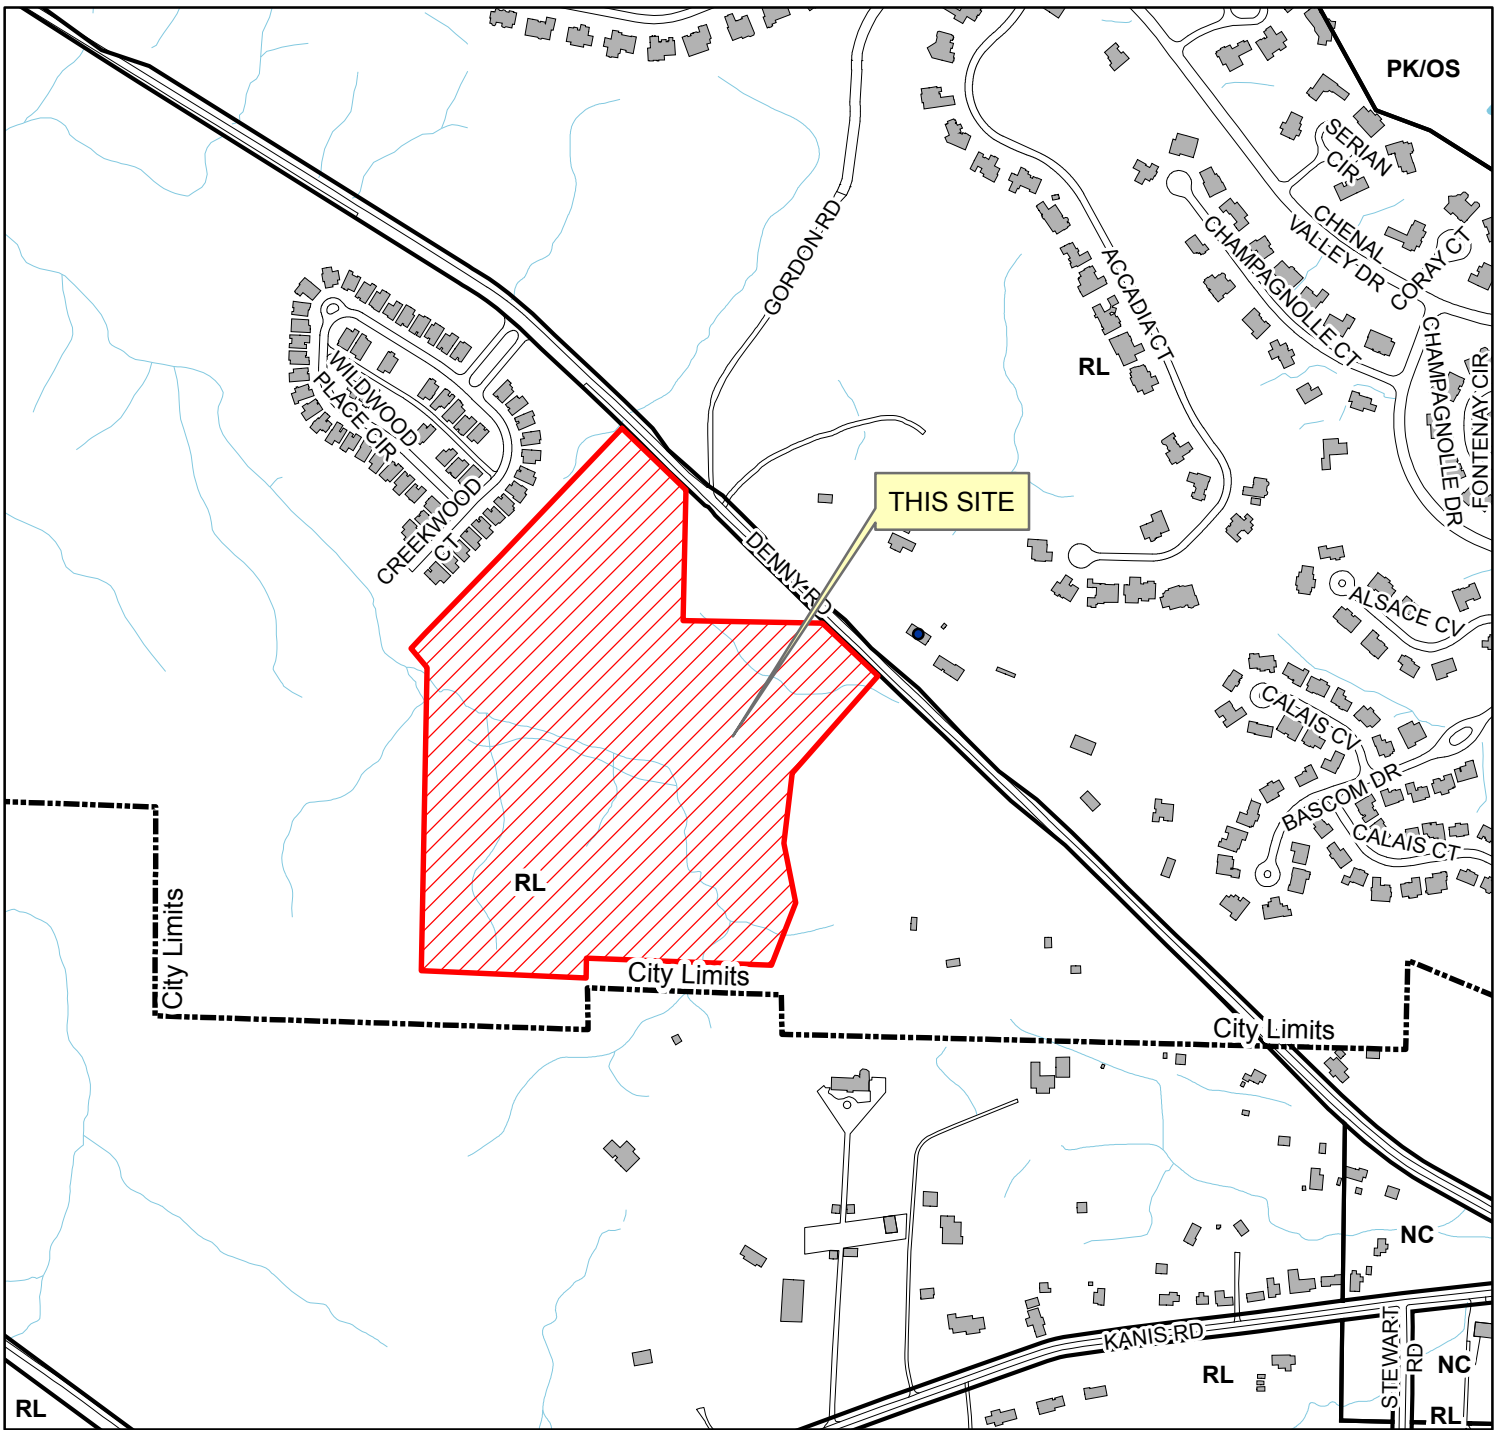 PK/OS
SERIAN
CIR
CHENAL
VALLEY DR
CORAY CT
GORDON RD
CHAMPAGNOLLE CT
ACCADIA CT
CHAMPAGNOLLE DR
FONTENAY CIR
RL
WILDWOOD
PLACE CIR
CREEKWOOD
CT
THIS SITE
DENNY RD
ALSACE CV
CALAIS CV
BASCOM DR
CALAIS CT
RL
City Limits
City Limits
City Limits
NC
KANIS RD
STEWART
RD
NC
RL
RL
RL